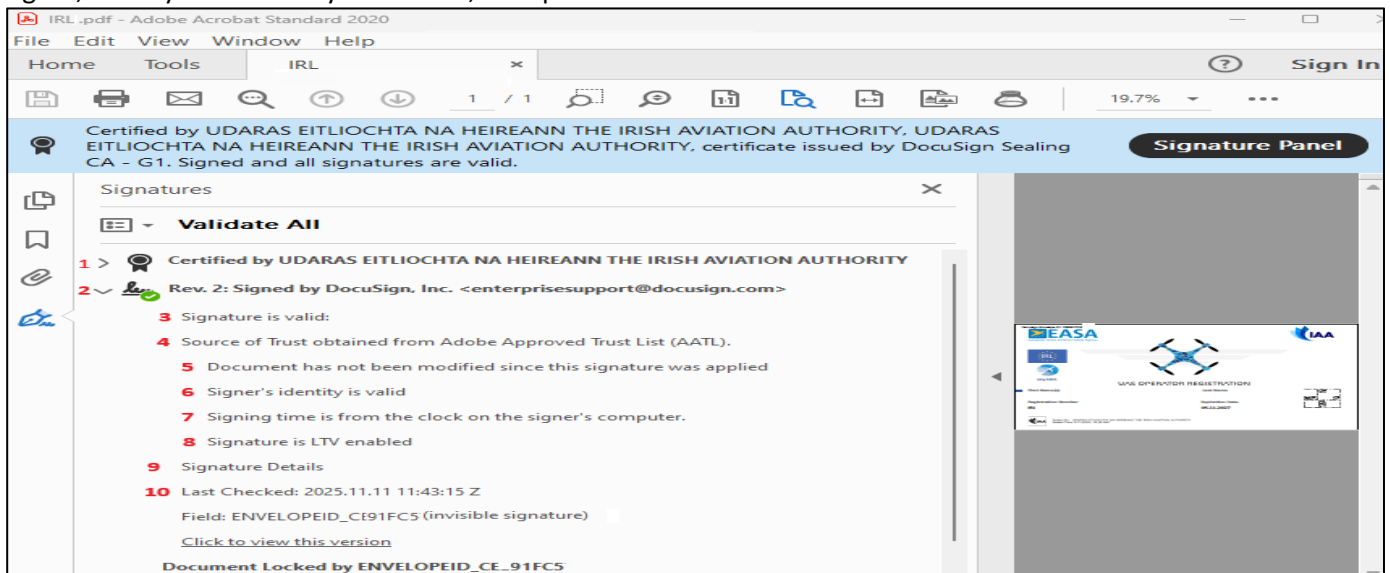 IRL .pdf - Adobe Acrobat Standard 2020
File Edit View Window Help
Home Tools IRL
Sign In
1 / 1
19.7%
Certified by UDARAS EITLIOCHTA NA HEIREANN THE IRISH AVIATION AUTHORITY, UDARAS
EITLIOCHTA NA HEIREANN THE IRISH AVIATION AUTHORITY, certificate issued by DocuSign Sealing
CA - G1. Signed and all signatures are valid.
Signature Panel
Signatures
Validate All
1 > Certified by UDARAS EITLIOCHTA NA HEIREANN THE IRISH AVIATION AUTHORITY
2 Rev. 2: Signed by DocuSign, Inc. <enterprisesupport@docusign.com>
3 Signature is valid:
4 Source of Trust obtained from Adobe Approved Trust List (AATL).
5 Document has not been modified since this signature was applied
6 Signer's identity is valid
7 Signing time is from the clock on the signer's computer.
8 Signature is LTV enabled
9 Signature Details
10 Last Checked: 2025.11.11 11:43:15 Z
Field: ENVELOPEID_CE91FC5 (invisible signature)
Click to view this version
Document Locked by ENVELOPEID_CE_91FC5
EASA
IAA
UAS OPERATOR REGISTRATION
Registration Number